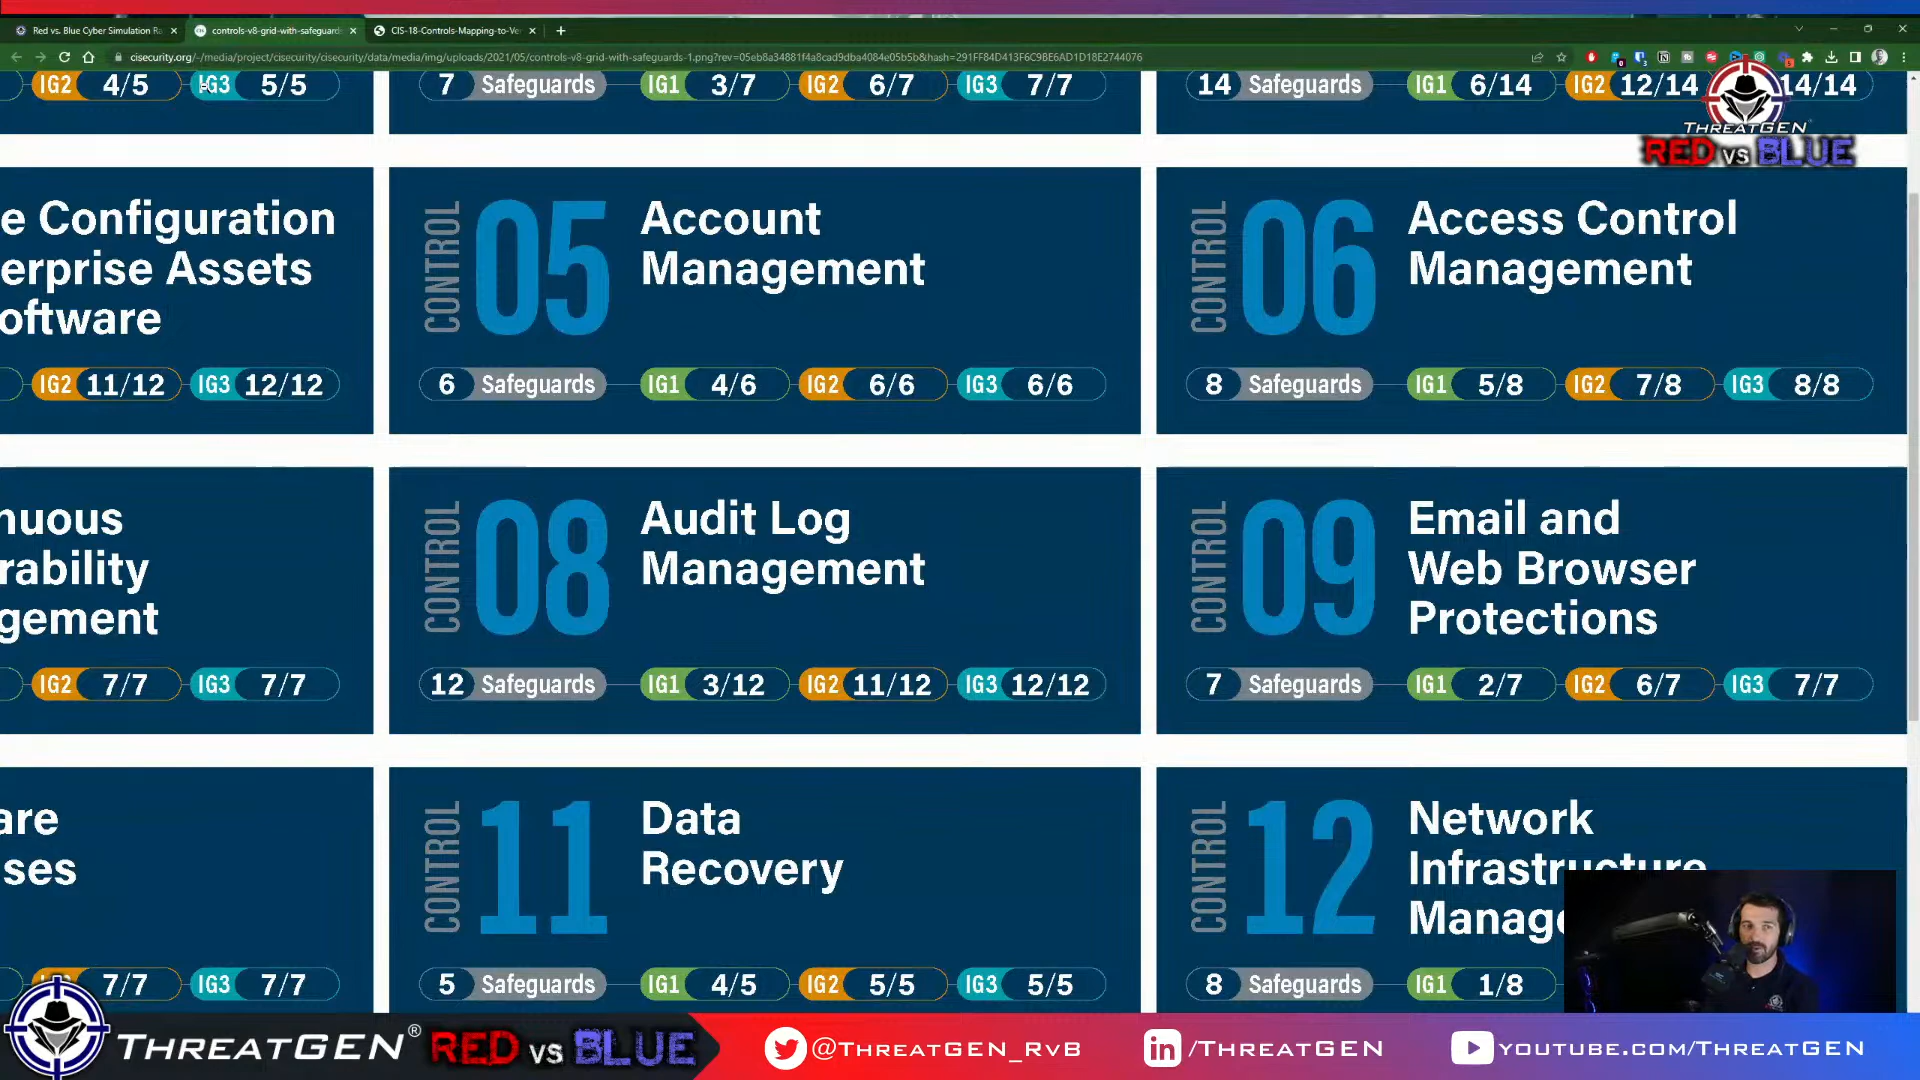 Red vs. Blue Cyber Simulation Ra
controls-v8-grid-with-safeguards
CIS-18-Controls-Mapping-to-Ve
cisecurity.org/-/media/project/cisecurity/cisecurity/data/media/img/uploads/2021/05/controls-v8-grid-with-safeguards-1.png?rev=05eb8a34881f4a8cad9dba4084e05b5b&hash=291FF84D413F6C9BE6AD1D18E2744076
IG2 4/5 IG3 5/5
7 Safeguards IG1 3/7 IG2 6/7 IG3 7/7
14 Safeguards IG1 6/14 IG2 12/14 14/14
THREATGEN
RED vs BLUE
e Configuration
erprise Assets
oftware
IG2 11/12 IG3 12/12
CONTROL 05
Account
Management
6 Safeguards IG1 4/6 IG2 6/6 IG3 6/6
CONTROL 06
Access Control
Management
8 Safeguards IG1 5/8 IG2 7/8 IG3 8/8
nuous
rability
gement
IG2 7/7 IG3 7/7
CONTROL 08
Audit Log
Management
12 Safeguards IG1 3/12 IG2 11/12 IG3 12/12
CONTROL 09
Email and
Web Browser
Protections
7 Safeguards IG1 2/7 IG2 6/7 IG3 7/7
are
ses
7/7 IG3 7/7
CONTROL 11
Data
Recovery
5 Safeguards IG1 4/5 IG2 5/5 IG3 5/5
CONTROL 12
Network
Infrastructure
Manage
8 Safeguards IG1 1/8
THREATGEN® RED vs BLUE
@THREATGEN_RVB
/THREATGEN
YOUTUBE.COM/THREATGEN